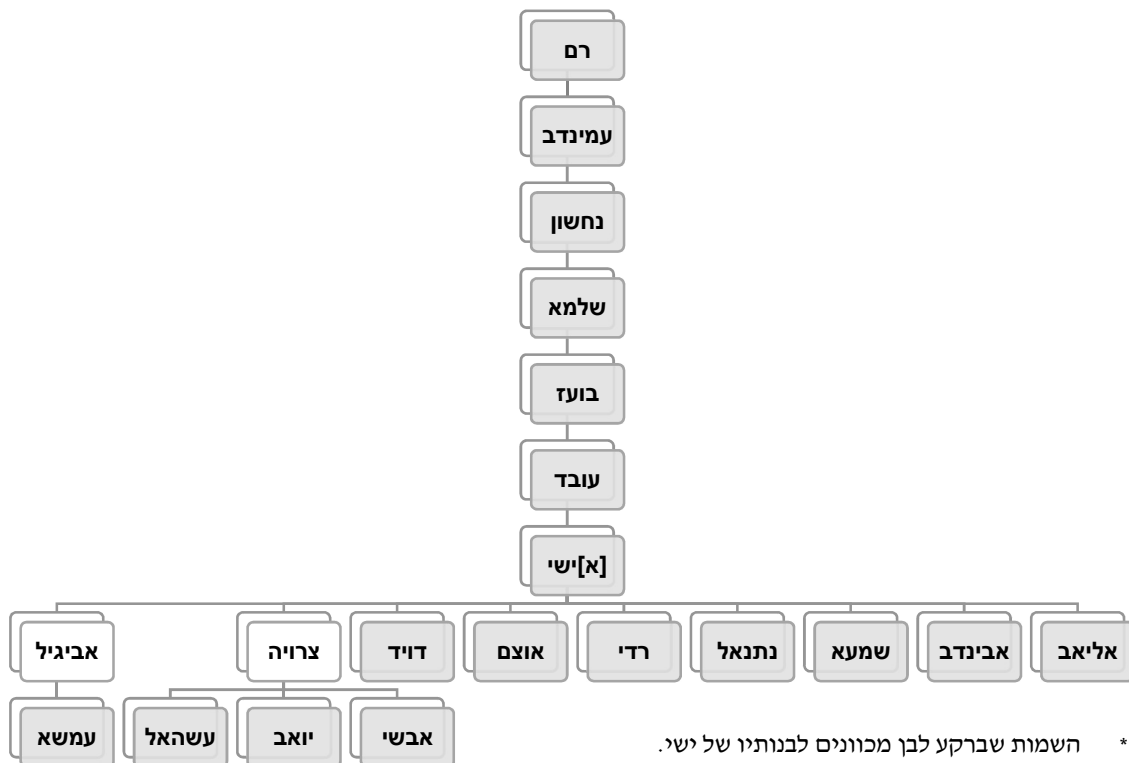 רם
עמינדב
נחשון
שלמא
בועז
עובד
[א]ישי
אליאב אבינדב שמעא נתנאל רדי אוצם דויד צרויה אביגיל
אבשי יואב עשהאל עמשא
* השמות שברקע לבן מכוונים לבנותיו של ישי.